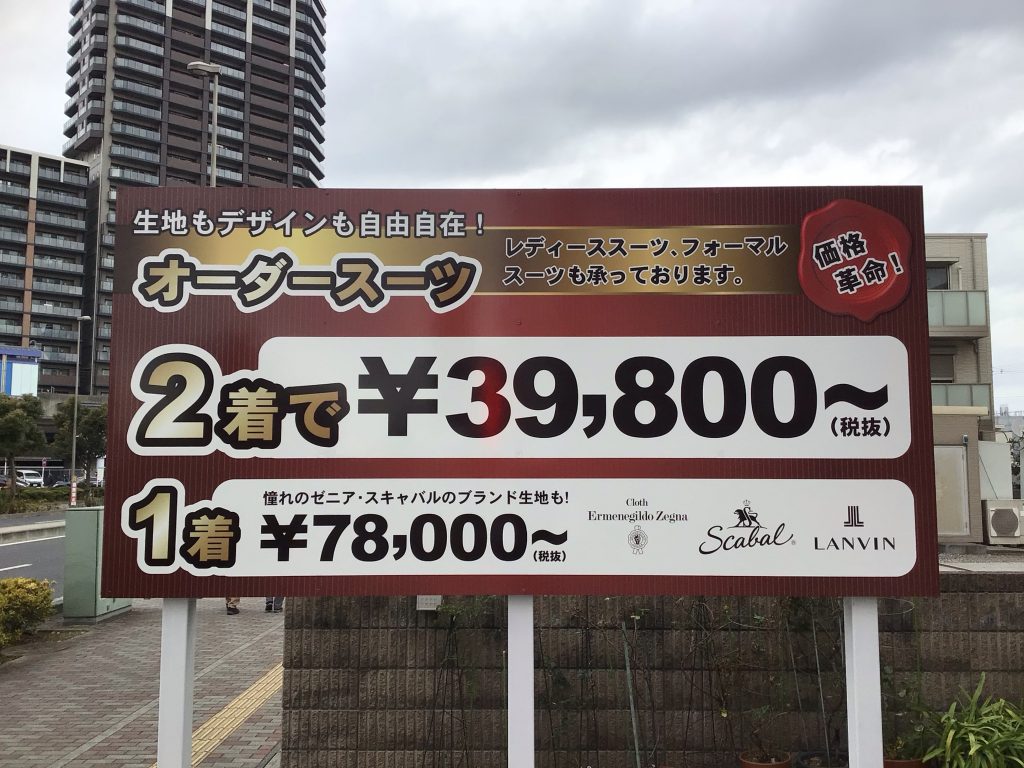 生地もデザインも自由自在！
オーダースーツ
レディーススーツ、フォーマル
スーツも承っております。
価格
革命！
2着で
¥39,800〜
(税抜)
1着
憧れのゼニア・スキャバルのブランド生地も!
¥78,000〜
(税抜)
Cloth
Ermenegildo Zegna
Scabal®
LANVIN